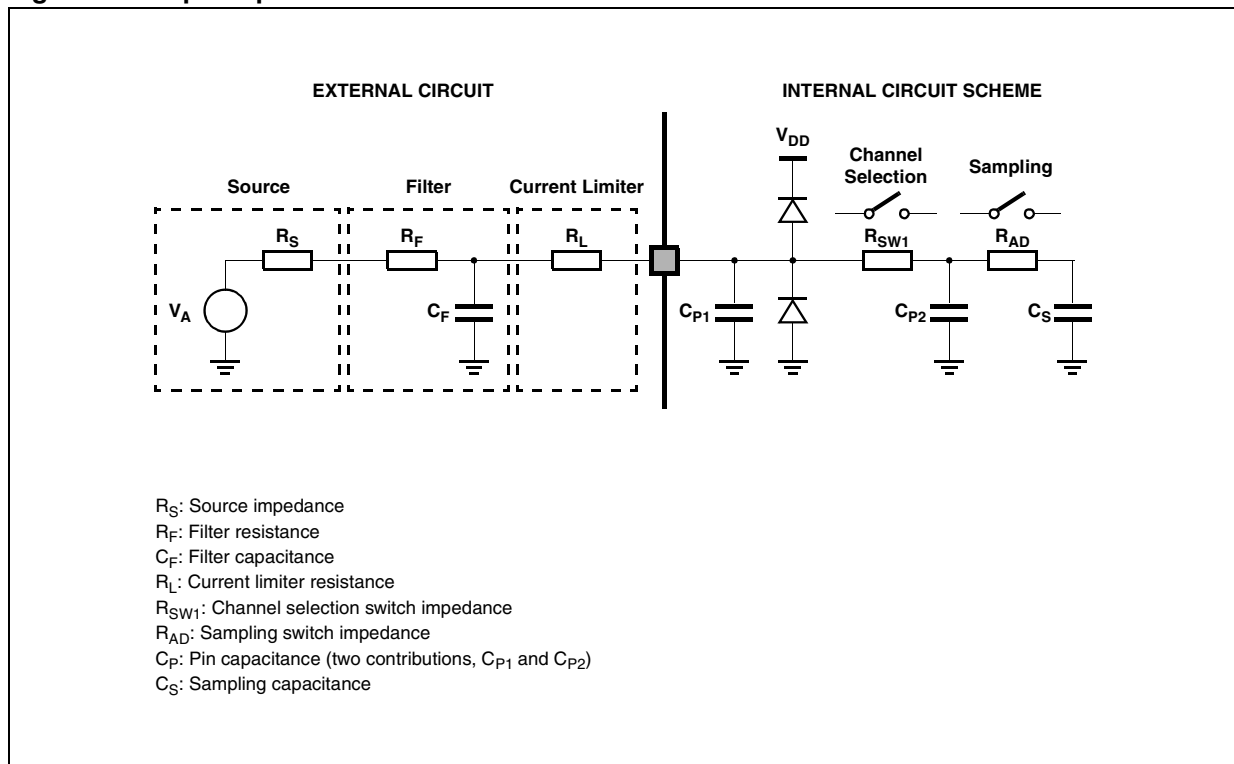 EXTERNAL CIRCUIT
INTERNAL CIRCUIT SCHEME
VDD
Channel
Selection
Sampling
Source
Filter
Current Limiter
RS
RF
RL
RSW1
RAD
VA
CF
CP1
CP2
CS
RS: Source impedance
RF: Filter resistance
CF: Filter capacitance
RL: Current limiter resistance
RSW1: Channel selection switch impedance
RAD: Sampling switch impedance
CP: Pin capacitance (two contributions, CP1 and CP2)
CS: Sampling capacitance